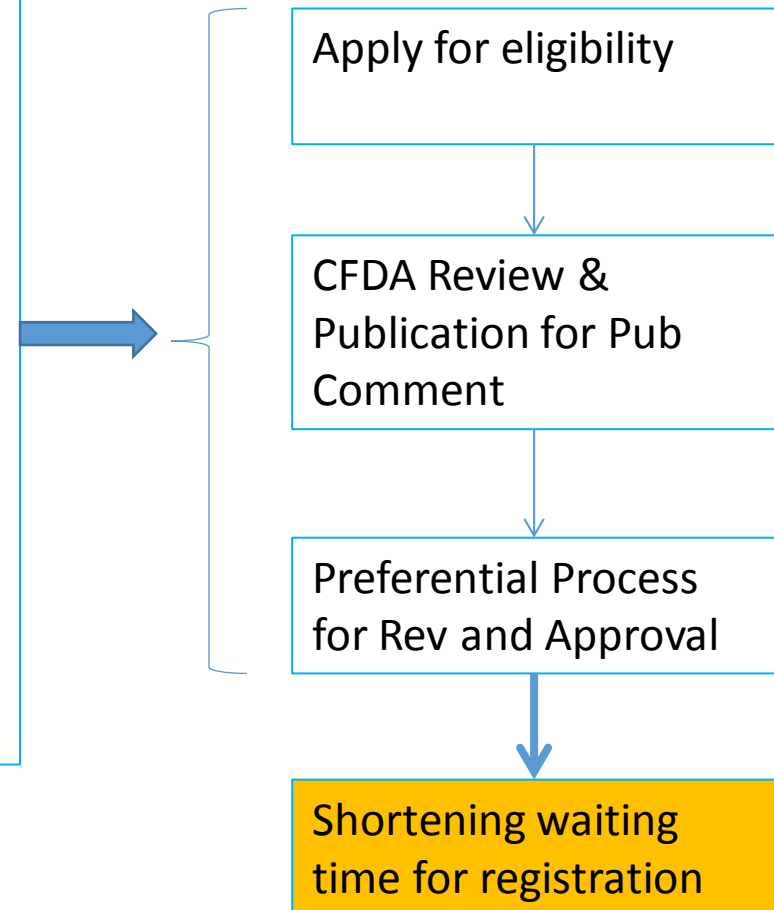 Apply for eligibility
CFDA Review &
Publication for Pub
Comment
Preferential Process
for Rev and Approval
Shortening waiting
time for registration